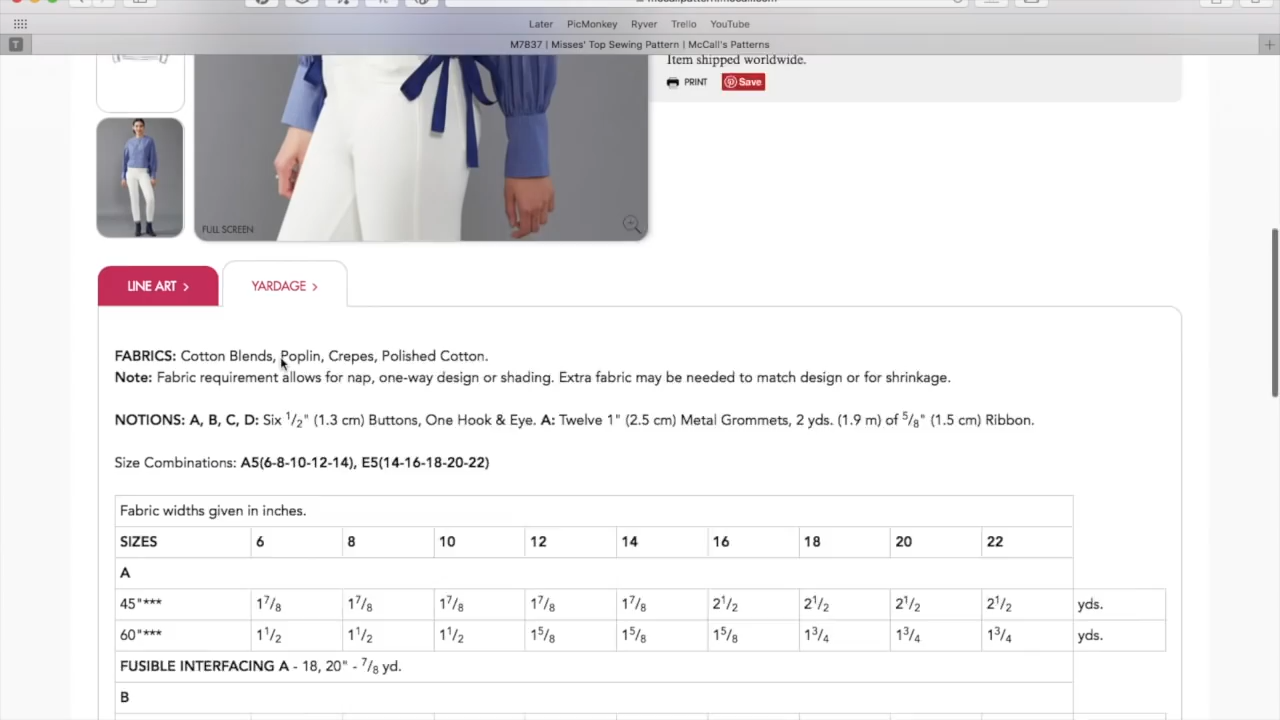 Later PicMonkey Ryver Trello YouTube
T M7837 | Misses' Top Sewing Pattern | McCall's Patterns
Item shipped worldwide.
PRINT Save
FULL SCREEN
LINE ART > YARDAGE >
FABRICS: Cotton Blends, Poplin, Crepes, Polished Cotton.
Note: Fabric requirement allows for nap, one-way design or shading. Extra fabric may be needed to match design or for shrinkage.
NOTIONS: A, B, C, D: Six 1/2" (1.3 cm) Buttons, One Hook & Eye. A: Twelve 1" (2.5 cm) Metal Grommets, 2 yds. (1.9 m) of 5/8" (1.5 cm) Ribbon.
Size Combinations: A5(6-8-10-12-14), E5(14-16-18-20-22)
Fabric widths given in inches.
SIZES 6 8 10 12 14 16 18 20 22
A
45"*** 1 7/8 1 7/8 1 7/8 1 7/8 1 7/8 2 1/2 2 1/2 2 1/2 2 1/2 yds.
60"*** 1 1/2 1 1/2 1 1/2 1 5/8 1 5/8 1 5/8 1 3/4 1 3/4 1 3/4 yds.
FUSIBLE INTERFACING A - 18, 20" - 7/8 yd.
B